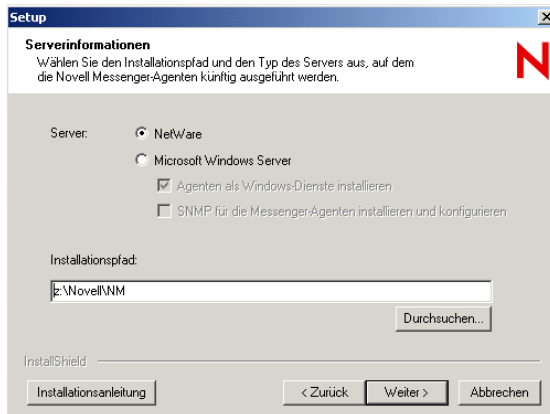 Setup
Serverinformationen
Wählen Sie den Installationspfad und den Typ des Servers aus, auf dem
die Novell Messenger-Agenten künftig ausgeführt werden.
N
Server:
NetWare
Microsoft Windows Server
Agenten als Windows-Dienste installieren
SNMP für die Messenger-Agenten installieren und konfigurieren
Installationspfad:
z:\Novell\NM
Durchsuchen...
InstallShield
Installationsanleitung
< Zurück
Weiter >
Abbrechen